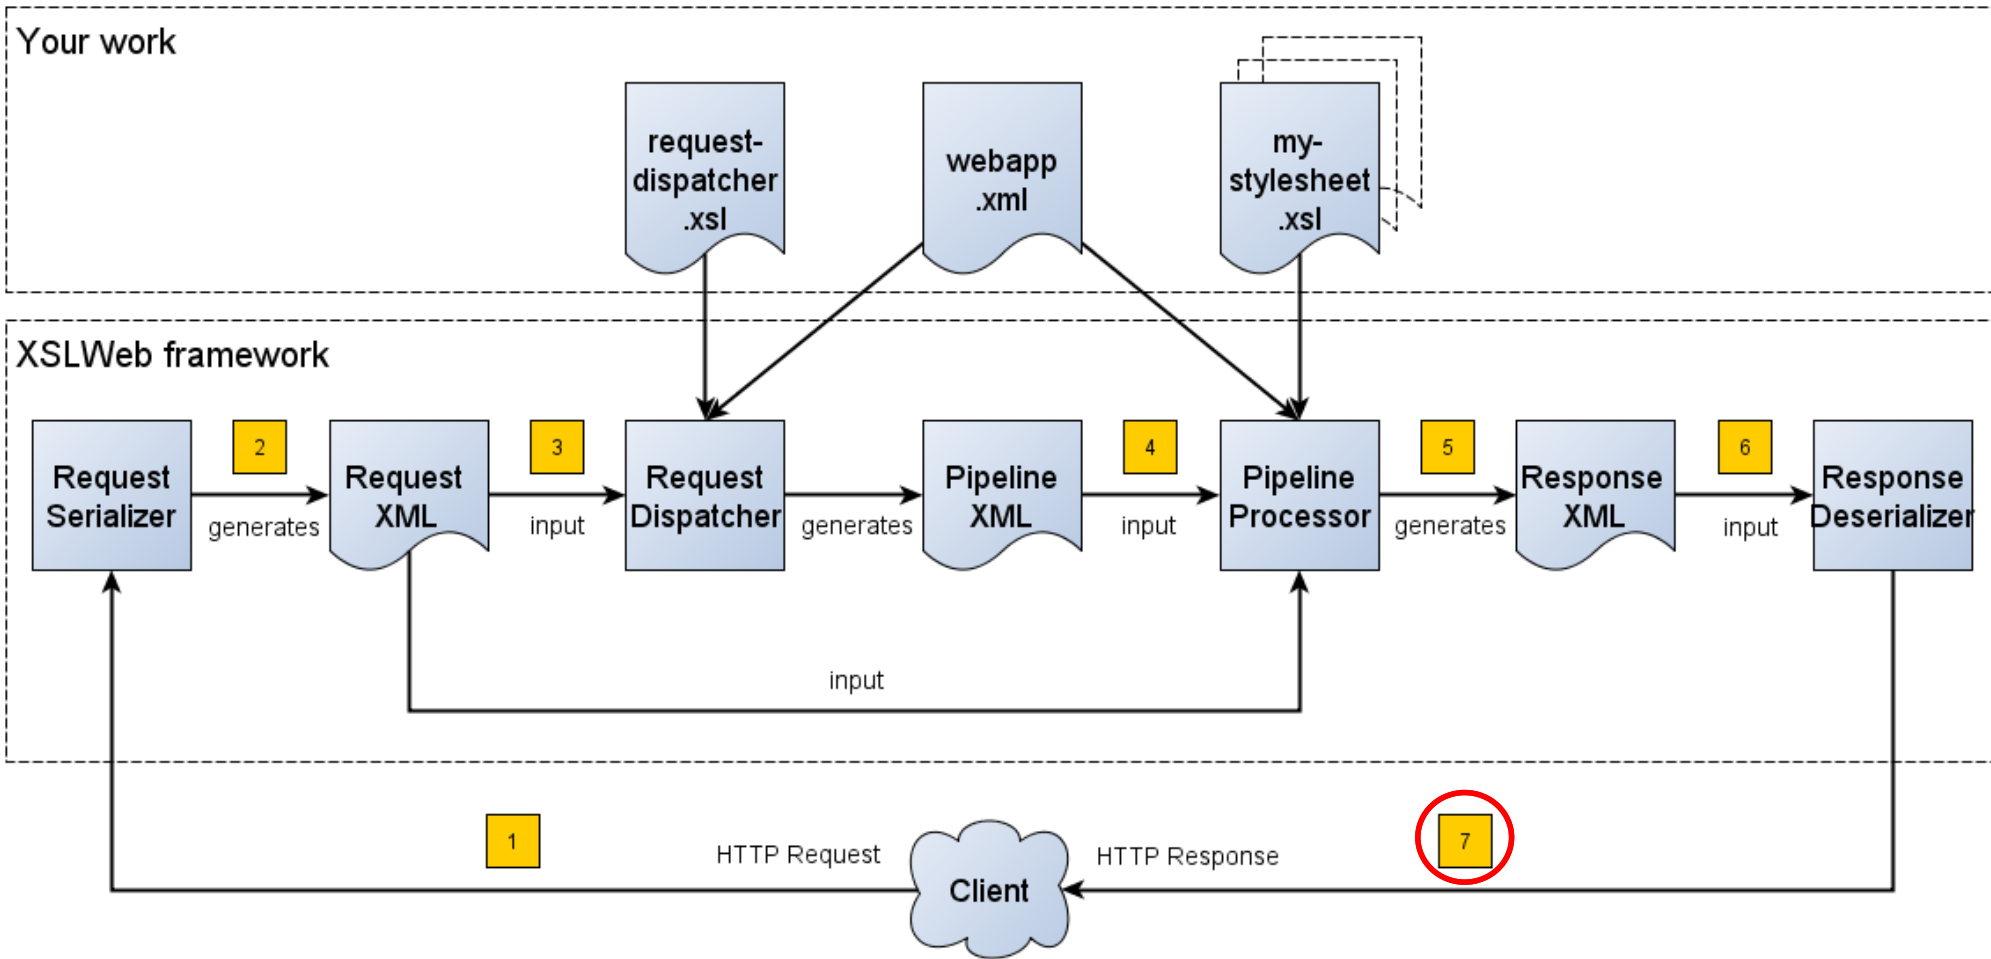 Your work
request-
dispatcher
.xsl
webapp
.xml
my-
stylesheet
.xsl
XSLWeb framework
Request
Serializer
2
generates
Request
XML
3
input
Request
Dispatcher
generates
Pipeline
XML
4
input
Pipeline
Processor
5
generates
Response
XML
6
input
Response
Deserializer
input
1
HTTP Request
Client
HTTP Response
7